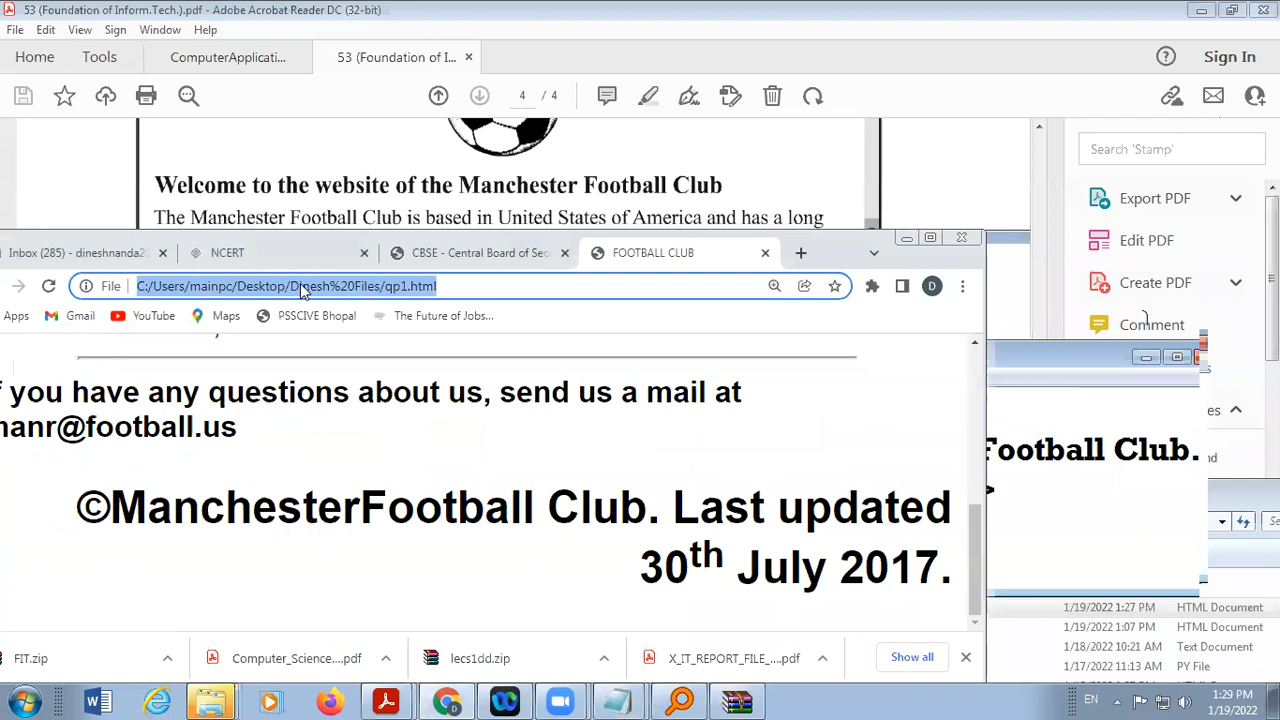 53 (Foundation of Inform.Tech.).pdf - Adobe Acrobat Reader DC (32-bit)
File Edit View Sign Window Help
Home Tools ComputerApplicati... 53 (Foundation of I... × Sign In
4 / 4
Search 'Stamp'
Welcome to the website of the Manchester Football Club
The Manchester Football Club is based in United States of America and has a long
Export PDF
Edit PDF
Create PDF
Comment
Inbox (285) - dineshnanda2 NCERT CBSE - Central Board of Sec FOOTBALL CLUB
File C:/Users/mainpc/Desktop/Dinesh%20Files/qp1.html D
Apps Gmail YouTube Maps PSSCIVE Bhopal The Future of Jobs...
f you have any questions about us, send us a mail at
anr@football.us
©ManchesterFootball Club. Last updated
30th July 2017.
Football Club.
>
1/19/2022 1:27 PM HTML Document
1/19/2022 1:07 PM HTML Document
1/18/2022 10:21 AM Text Document
1/17/2022 11:13 AM PY File
FIT.zip Computer_Science....pdf lecs1dd.zip X_IT_REPORT_FILE_....pdf Show all
EN 1:29 PM
1/19/2022